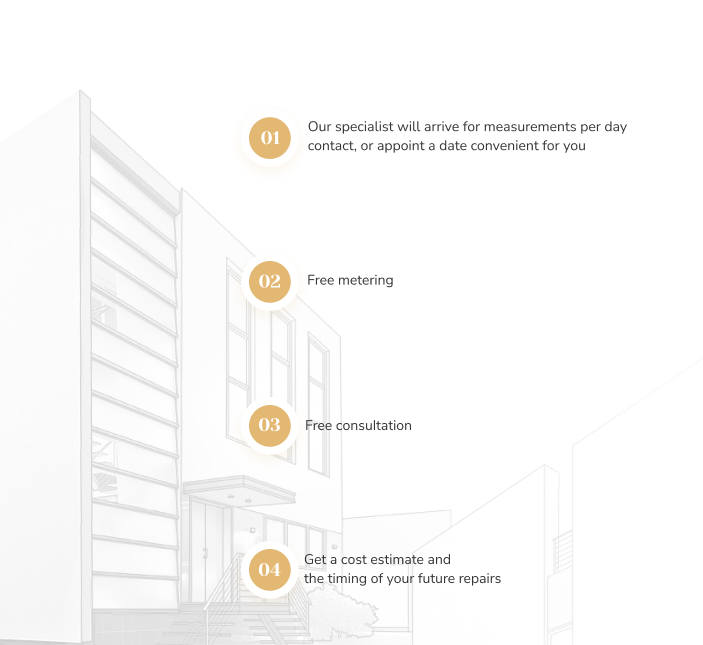 01
Our specialist will arrive for measurements per day
contact, or appoint a date convenient for you
02
Free metering
03
Free consultation
04
Get a cost estimate and
the timing of your future repairs